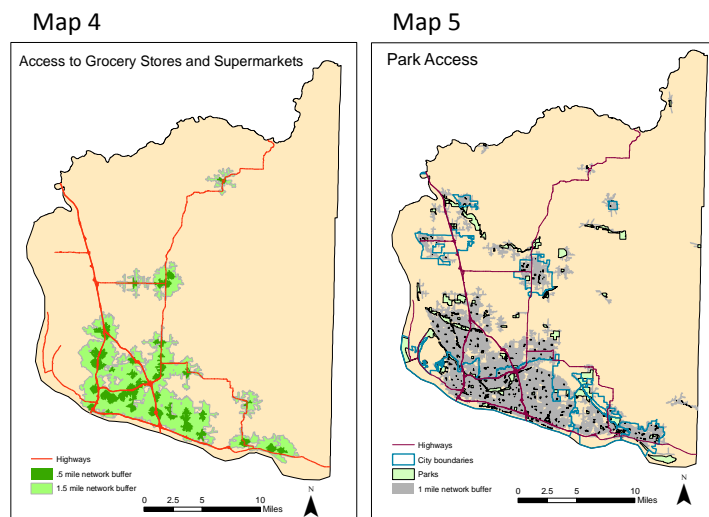 Map 4
Access to Grocery Stores and Supermarkets
Highways
.5 mile network buffer
1.5 mile network buffer
0 2.5 5 10
Miles
N
Map 5
Park Access
Highways
City boundaries
Parks
1 mile network buffer
0 2.5 5 10
Miles
N